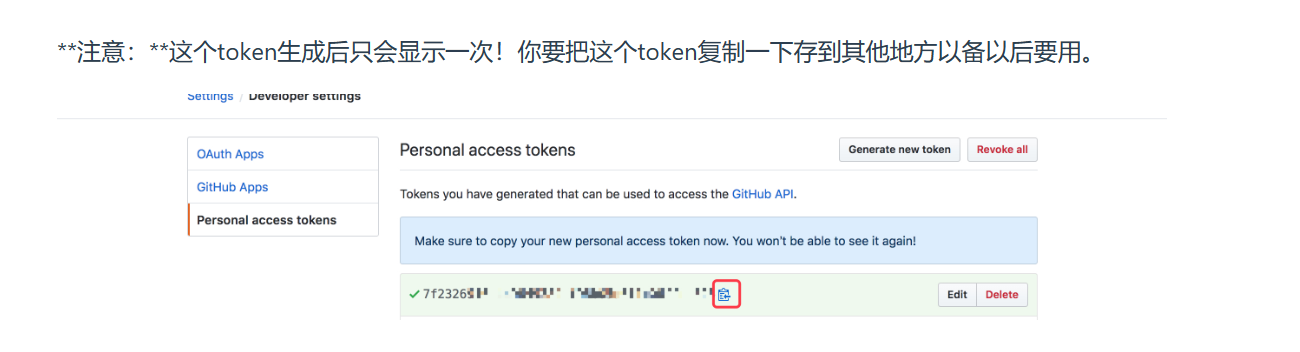 **注意：**这个token生成后只会显示一次！你要把这个token复制一下存到其他地方以备以后要用。
Settings / Developer settings
OAuth Apps
GitHub Apps
Personal access tokens
Personal access tokens
Generate new token
Revoke all
Tokens you have generated that can be used to access the GitHub API.
Make sure to copy your new personal access token now. You won't be able to see it again!
7f2326
Edit
Delete